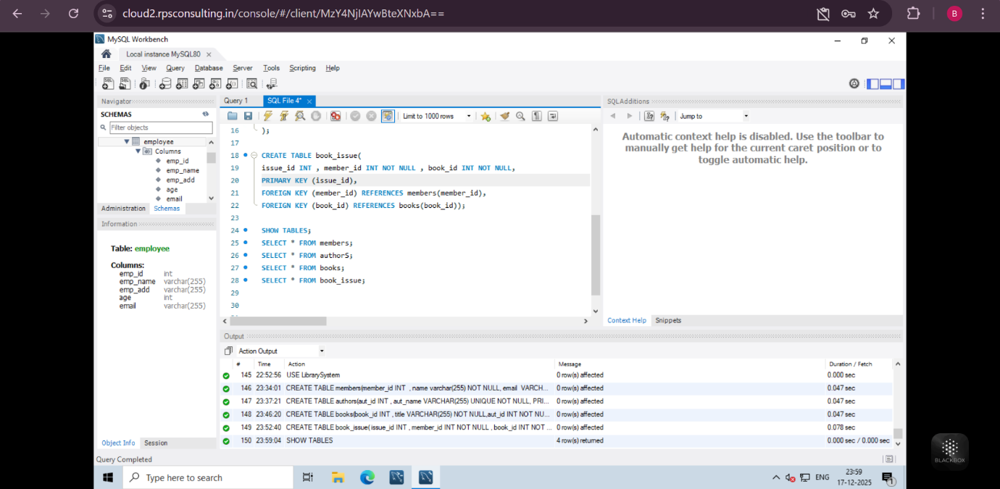 cloud2.rpsconsulting.in/console/#/client/MzY4NjIAYwBteXNxbA==
B
MySQL Workbench
Local instance MySQL80
File Edit View Query Database Server Tools Scripting Help
Navigator
SCHEMAS
Filter objects
employee
Columns
emp_id
emp_name
emp_add
age
email
Administration Schemas
Information
Table: employee
Columns:
emp_id int
emp_name varchar(255)
emp_add varchar(255)
age int
email varchar(255)
Object Info Session
Query 1 SQL File 4*
Limit to 1000 rows
16 );
17
18 CREATE TABLE book_issue(
19 issue_id INT , member_id INT NOT NULL , book_id INT NOT NULL,
20 PRIMARY KEY (issue_id),
21 FOREIGN KEY (member_id) REFERENCES members(member_id),
22 FOREIGN KEY (book_id) REFERENCES books(book_id));
23
24 SHOW TABLES;
25 SELECT * FROM members;
26 SELECT * FROM authorS;
27 SELECT * FROM books;
28 SELECT * FROM book_issue;
29
30
SQLAdditions
Jump to
Automatic context help is disabled. Use the toolbar to
manually get help for the current caret position or to
toggle automatic help.
Context Help Snippets
Output
Action Output
# Time Action Message Duration / Fetch
145 22:52:56 USE LibrarySystem 0 row(s) affected 0.000 sec
146 23:34:01 CREATE TABLE members(member_id INT , name varchar(255) NOT NULL, email VARCH... 0 row(s) affected 0.047 sec
147 23:37:21 CREATE TABLE authors(aut_id INT , aut_name VARCHAR(255) UNIQUE NOT NULL, PRI... 0 row(s) affected 0.047 sec
148 23:46:20 CREATE TABLE books(book_id INT , title VARCHAR(255) NOT NULL,aut_id INT NOT NU... 0 row(s) affected 0.047 sec
149 23:52:40 CREATE TABLE book_issue( issue_id INT , member_id INT NOT NULL , book_id INT NOT ... 0 row(s) affected 0.078 sec
150 23:59:04 SHOW TABLES 4 row(s) returned 0.000 sec / 0.000 sec
Query Completed
BLACKBOX
Type here to search
ENG
23:59
17-12-2025
1